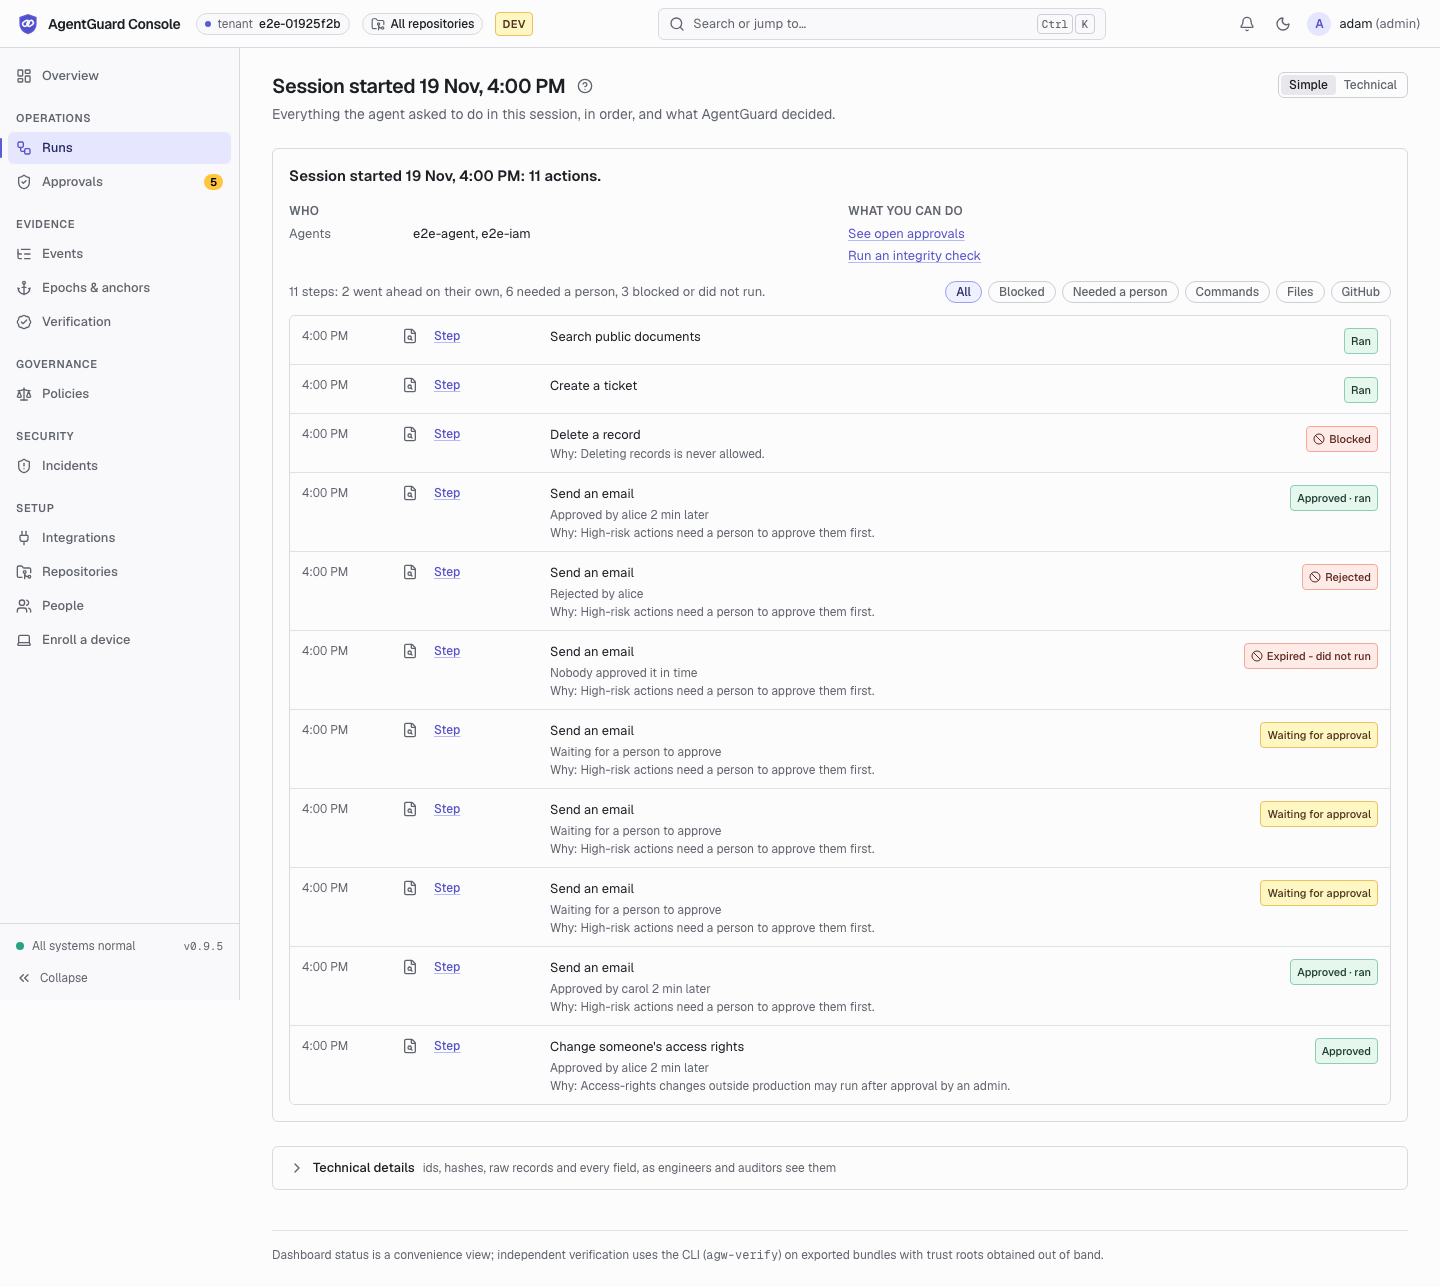 AgentGuard Console
tenant e2e-01925f2b
All repositories
DEV
Search or jump to...
Ctrl K
A
adam (admin)
Overview
OPERATIONS
Runs
Approvals 5
EVIDENCE
Events
Epochs & anchors
Verification
GOVERNANCE
Policies
SECURITY
Incidents
SETUP
Integrations
Repositories
People
Enroll a device
All systems normal v0.9.5
Collapse
Session started 19 Nov, 4:00 PM
Simple Technical
Everything the agent asked to do in this session, in order, and what AgentGuard decided.
Session started 19 Nov, 4:00 PM: 11 actions.
WHO
Agents e2e-agent, e2e-iam
WHAT YOU CAN DO
See open approvals
Run an integrity check
11 steps: 2 went ahead on their own, 6 needed a person, 3 blocked or did not run.
All Blocked Needed a person Commands Files GitHub
4:00 PM Step Search public documents Ran
4:00 PM Step Create a ticket Ran
4:00 PM Step Delete a record Blocked
Why: Deleting records is never allowed.
4:00 PM Step Send an email Approved · ran
Approved by alice 2 min later
Why: High-risk actions need a person to approve them first.
4:00 PM Step Send an email Rejected
Rejected by alice
Why: High-risk actions need a person to approve them first.
4:00 PM Step Send an email Expired - did not run
Nobody approved it in time
Why: High-risk actions need a person to approve them first.
4:00 PM Step Send an email Waiting for approval
Waiting for a person to approve
Why: High-risk actions need a person to approve them first.
4:00 PM Step Send an email Waiting for approval
Waiting for a person to approve
Why: High-risk actions need a person to approve them first.
4:00 PM Step Send an email Waiting for approval
Waiting for a person to approve
Why: High-risk actions need a person to approve them first.
4:00 PM Step Send an email Approved · ran
Approved by carol 2 min later
Why: High-risk actions need a person to approve them first.
4:00 PM Step Change someone's access rights Approved
Approved by alice 2 min later
Why: Access-rights changes outside production may run after approval by an admin.
Technical details ids, hashes, raw records and every field, as engineers and auditors see them
Dashboard status is a convenience view; independent verification uses the CLI (agw-verify) on exported bundles with trust roots obtained out of band.